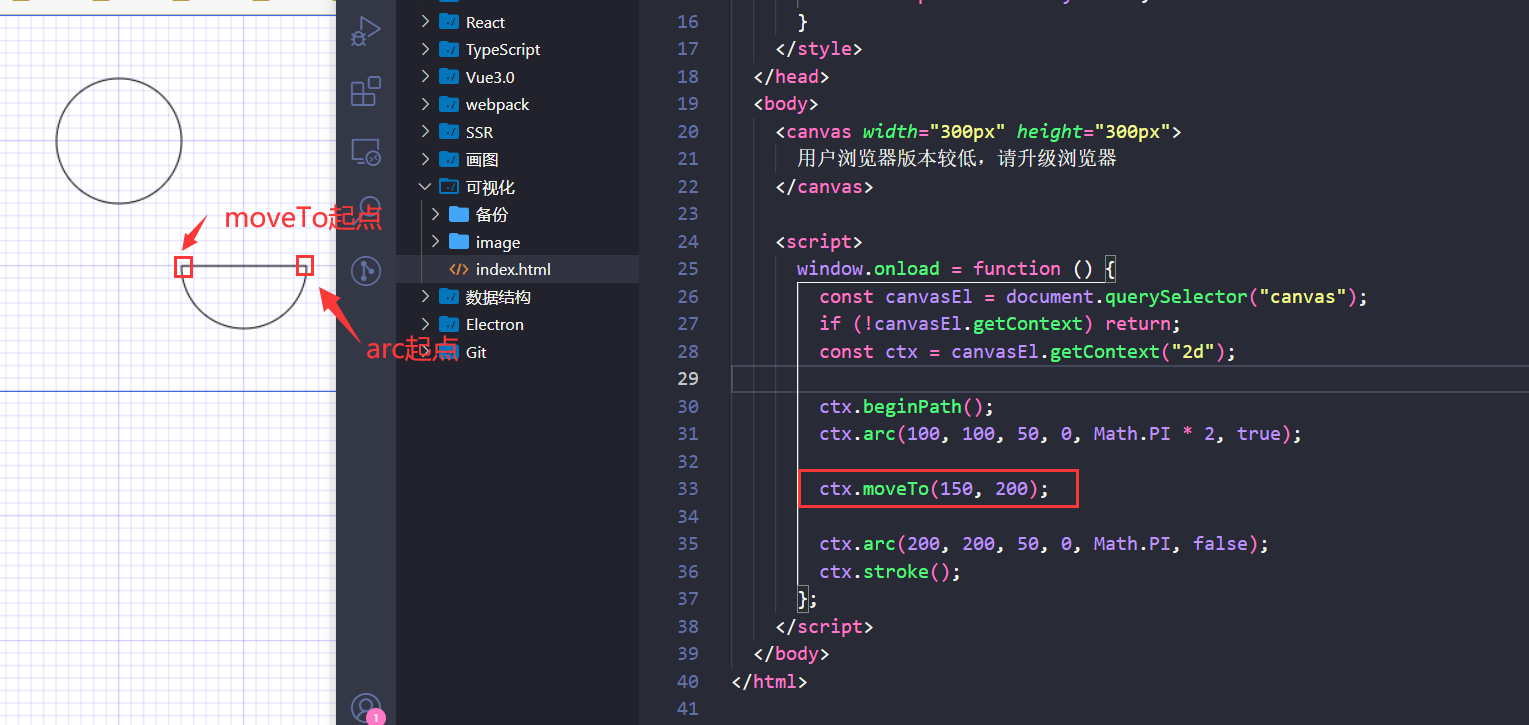 moveTo起点
arc起点
React
TypeScript
Vue3.0
webpack
SSR
画图
可视化
备份
image
index.html
数据结构
Electron
Git
1
16 }
17 </style>
18 </head>
19 <body>
20 <canvas width="300px" height="300px">
21 用户浏览器版本较低，请升级浏览器
22 </canvas>
23
24 <script>
25 window.onload = function () {
26 const canvasEl = document.querySelector("canvas");
27 if (!canvasEl.getContext) return;
28 const ctx = canvasEl.getContext("2d");
29
30 ctx.beginPath();
31 ctx.arc(100, 100, 50, 0, Math.PI * 2, true);
32
33 ctx.moveTo(150, 200);
34
35 ctx.arc(200, 200, 50, 0, Math.PI, false);
36 ctx.stroke();
37 };
38 </script>
39 </body>
40 </html>
41